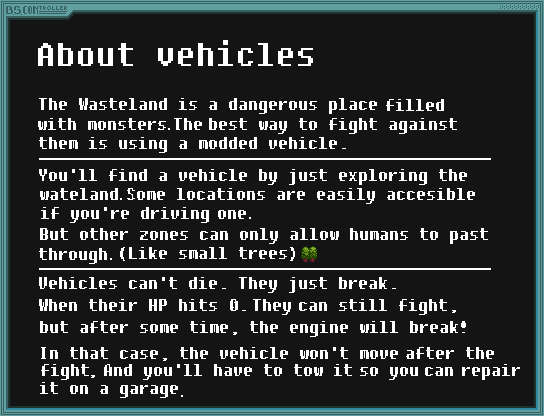 BSCONTROLLER
About vehicles
The Wasteland is a dangerous place filled
with monsters.The best way to fight against
them is using a modded vehicle.
You'll find a vehicle by just exploring the
wateland.Some locations are easily accesible
if you're driving one.
But other zones can only allow humans to past
through.(Like small trees)
Vehicles can't die. They just break.
When their HP hits 0.They can still fight,
but after some time, the engine will break!
In that case, the vehicle won't move after the
fight. And you'll have to tow it so you can repair
it on a garage.